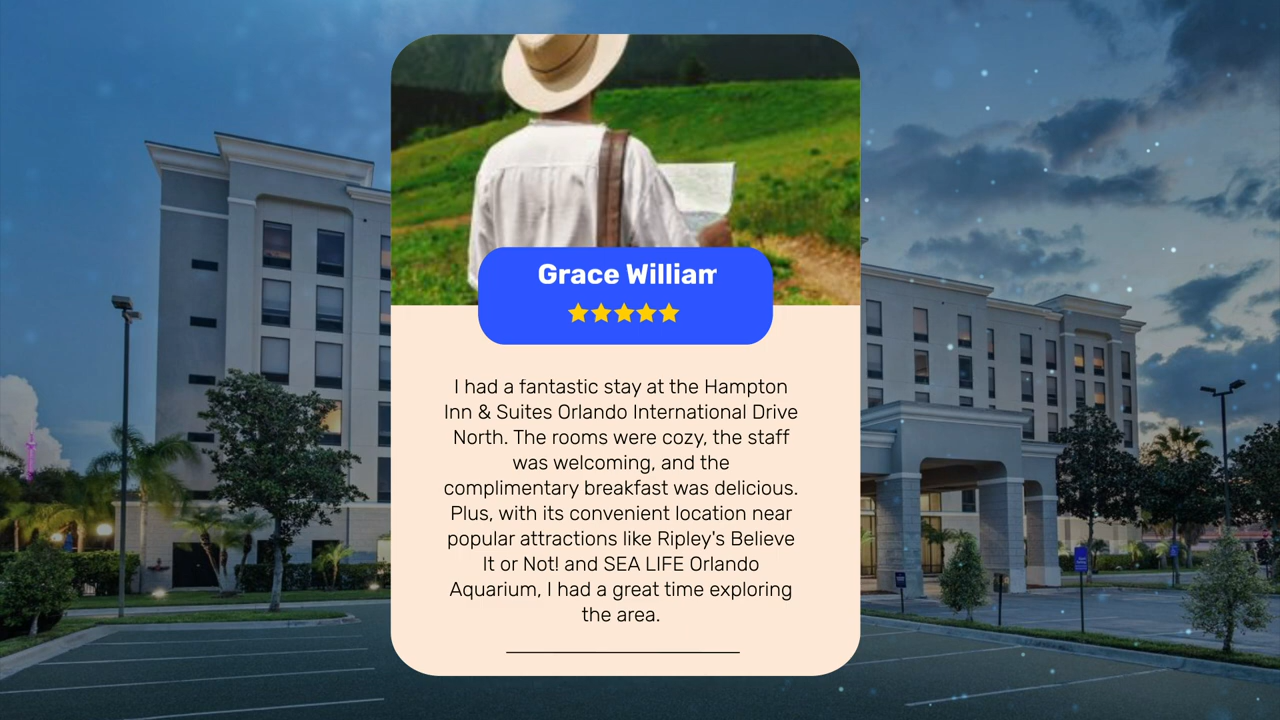 Grace William
I had a fantastic stay at the Hampton
Inn & Suites Orlando International Drive
North. The rooms were cozy, the staff
was welcoming, and the
complimentary breakfast was delicious.
Plus, with its convenient location near
popular attractions like Ripley's Believe
It or Not! and SEA LIFE Orlando
Aquarium, I had a great time exploring
the area.